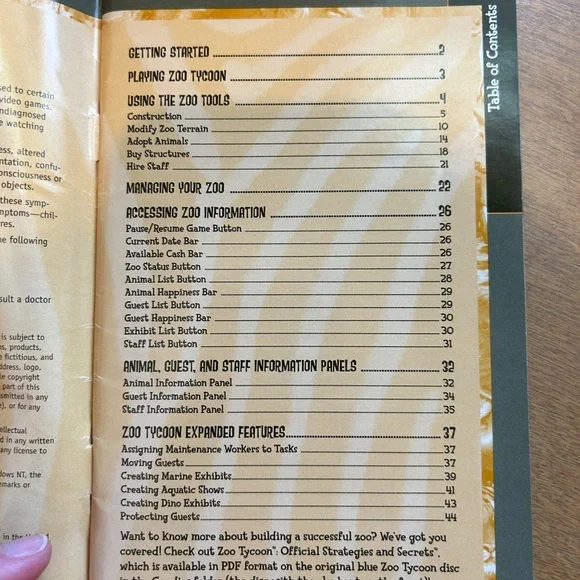 sed to certain
video games.
ndiagnosed
e watching
ess, altered
ntation, confu-
onsciousness or
objects.
these symp-
mptoms—chil-
res.
he following
sult a doctor
is subject to
s, products,
e fictitious, and
ddress, logo,
le copyright
part of this
nsmitted in any
e), or for any
ellectual
d in any written
any license to
dows NT, the
emarks or
in the
Table of Contents
GETTING STARTED 2
PLAYING ZOO TYCOON 3
USING THE ZOO TOOLS 4
Construction 5
Modify Zoo Terrain 10
Adopt Animals 14
Buy Structures 18
Hire Staff 21
MANAGING YOUR ZOO 22
ACCESSING ZOO INFORMATION 26
Pause/Resume Game Button 26
Current Date Bar 26
Available Cash Bar 26
Zoo Status Button 27
Animal List Button 28
Animal Happiness Bar 29
Guest List Button 29
Guest Happiness Bar 30
Exhibit List Button 30
Staff List Button 31
ANIMAL, GUEST, AND STAFF INFORMATION PANELS 32
Animal Information Panel 32
Guest Information Panel 34
Staff Information Panel 35
ZOO TYCOON EXPANDED FEATURES 37
Assigning Maintenance Workers to Tasks 37
Moving Guests 37
Creating Marine Exhibits 39
Creating Aquatic Shows 41
Creating Dino Exhibits 43
Protecting Guests 44
Want to Know more about building a successful zoo? We've got you
covered! Check out Zoo Tycoon™: Official Strategies and Secrets™,
which is available in PDF format on the original blue Zoo Tycoon disc